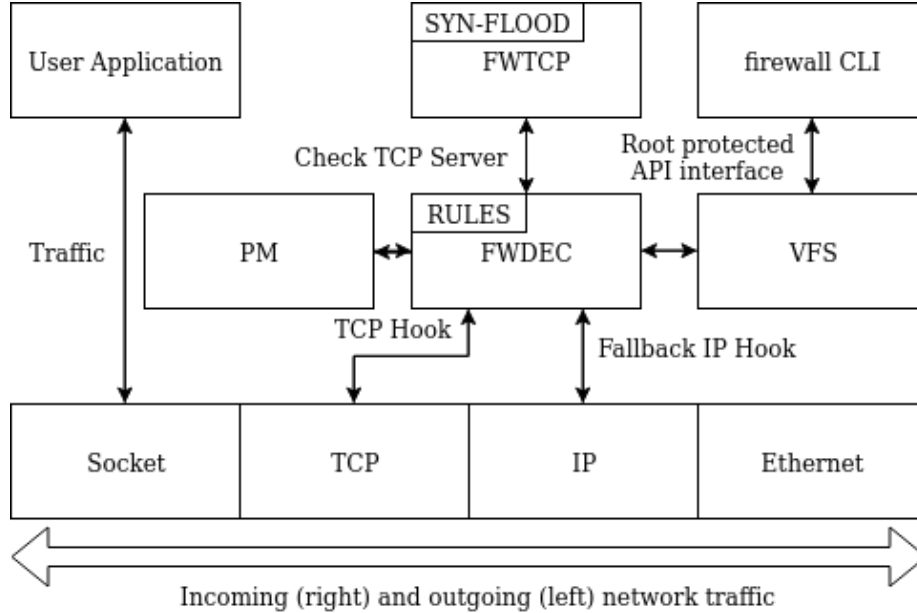 SYN-FLOOD
User Application
FWTCP
firewall CLI
Check TCP Server
Root protected
API interface
RULES
Traffic
PM
FWDEC
VFS
TCP Hook
Fallback IP Hook
Socket
TCP
IP
Ethernet
Incoming (right) and outgoing (left) network traffic